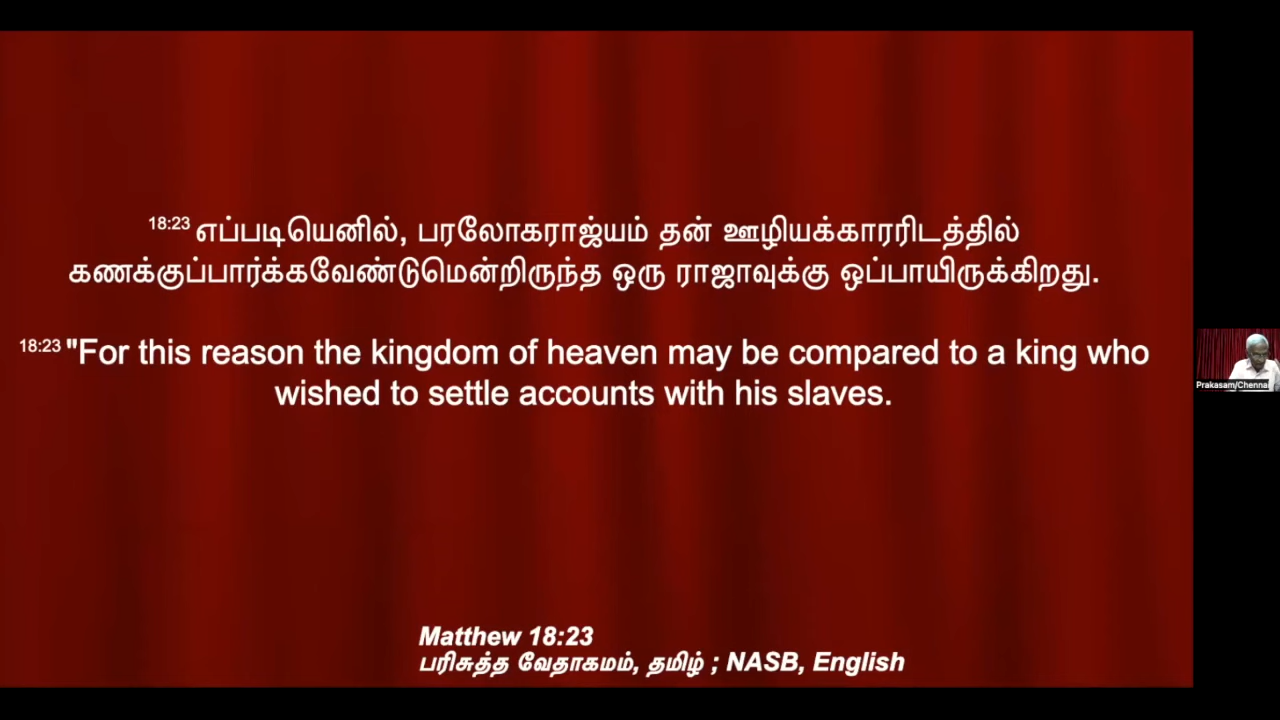 18:23 எப்படியெனில், பரலோகராஜ்யம் தன் ஊழியக்காரரிடத்தில்
கணக்குப்பார்க்கவேண்டுமென்றிருந்த ஒரு ராஜாவுக்கு ஒப்பாயிருக்கிறது.
18:23 "For this reason the kingdom of heaven may be compared to a king who
wished to settle accounts with his slaves.
Prakasam/Chennai
Matthew 18:23
பரிசுத்த வேதாகமம், தமிழ் ; NASB, English